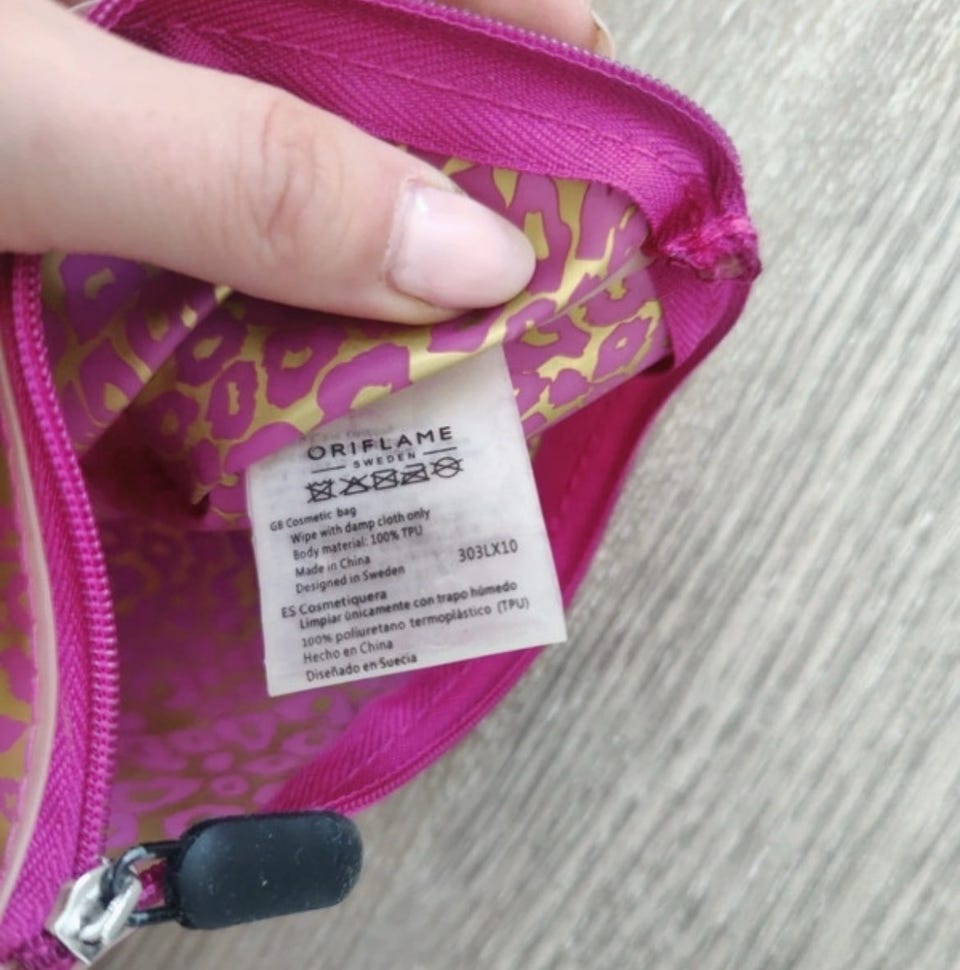 ORIFLAME
SWEDEN
GB Cosmetic bag
Wipe with damp cloth only
Body material: 100% TPU
Made in China 303LX10
Designed in Sweden
ES Cosmetiquera
Limpiar únicamente con trapo húmedo
100% poliuretano termoplástico (TPU)
Hecho en China
Diseñado en Suecia